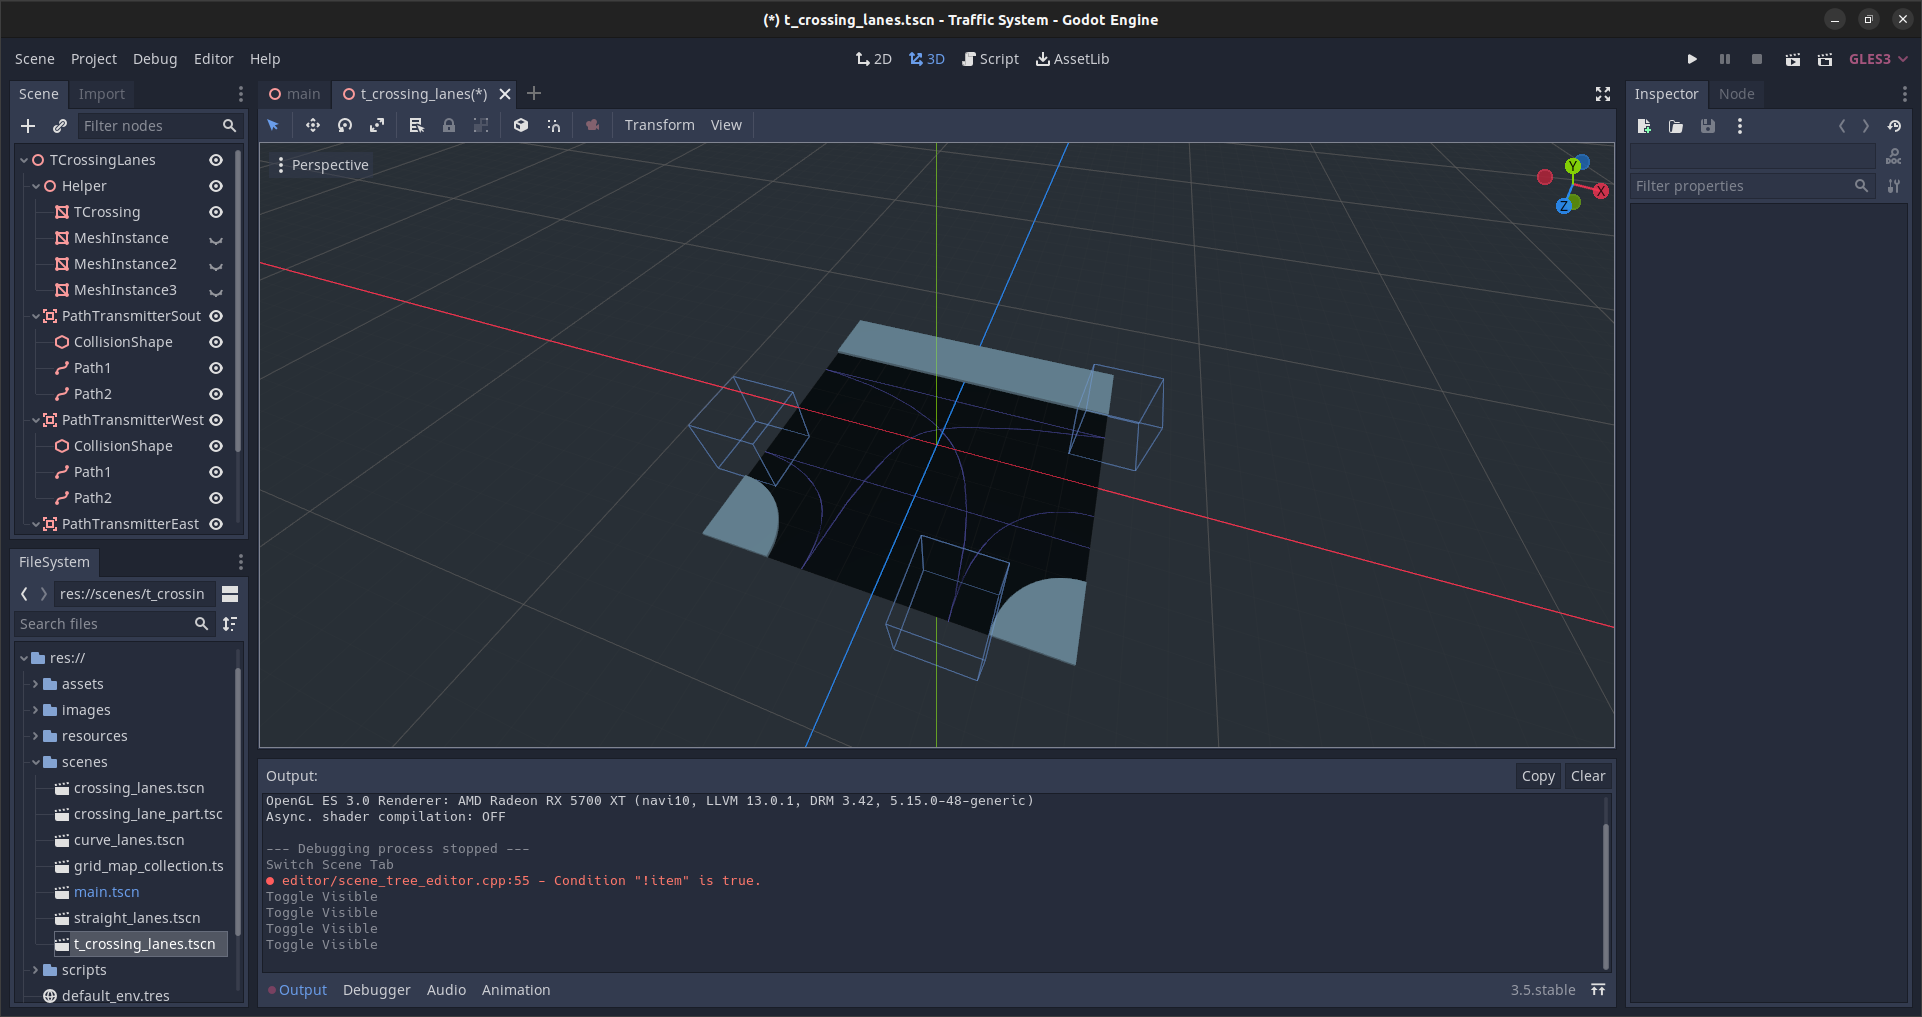 (*) t_crossing_lanes.tscn - Traffic System - Godot Engine
Scene Project Debug Editor Help
2D 3D Script AssetLib
GLES3
Scene Import
Filter nodes
TCrossingLanes
Helper
TCrossing
MeshInstance
MeshInstance2
MeshInstance3
PathTransmitterSout
CollisionShape
Path1
Path2
PathTransmitterWest
CollisionShape
Path1
Path2
PathTransmitterEast
FileSystem
res://scenes/t_crossin
Search files
res://
assets
images
resources
scenes
crossing_lanes.tscn
crossing_lane_part.tsc
curve_lanes.tscn
grid_map_collection.ts
main.tscn
straight_lanes.tscn
t_crossing_lanes.tscn
scripts
default_env.tres
main t_crossing_lanes(*)
Transform View
Perspective
Y
X
Z
Output:
Copy Clear
OpenGL ES 3.0 Renderer: AMD Radeon RX 5700 XT (navi10, LLVM 13.0.1, DRM 3.42, 5.15.0-48-generic)
Async. shader compilation: OFF
--- Debugging process stopped ---
Switch Scene Tab
editor/scene_tree_editor.cpp:55 - Condition "!item" is true.
Toggle Visible
Toggle Visible
Toggle Visible
Toggle Visible
Output Debugger Audio Animation
3.5.stable
Inspector Node
DOC
Filter properties